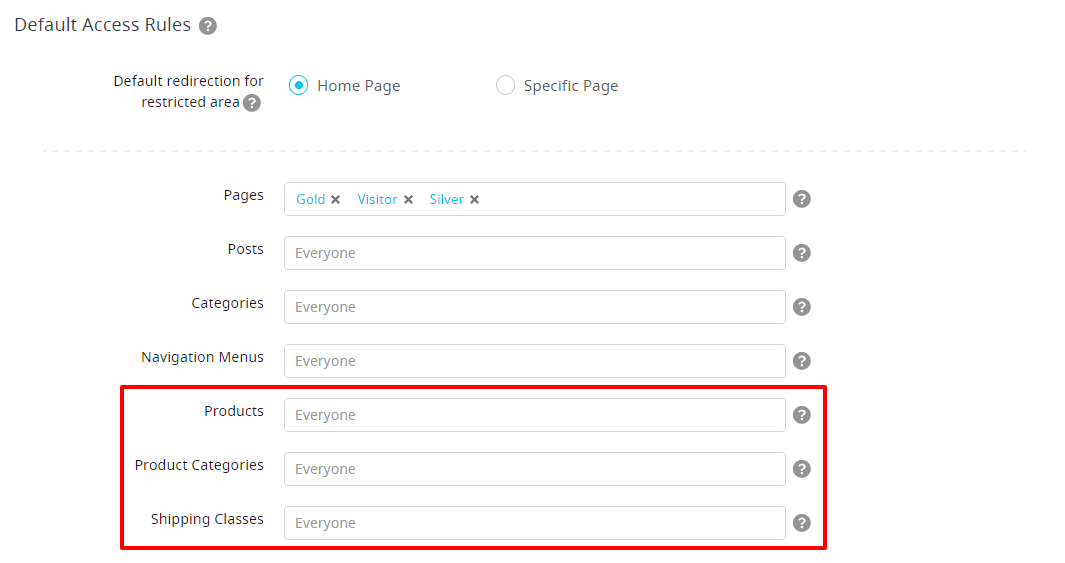 Default Access Rules ?
Default redirection for
restricted area ?
Home Page
Specific Page
Pages
Gold × Visitor × Silver × ?
Posts
Everyone ?
Categories
Everyone ?
Navigation Menus
Everyone ?
Products
Everyone ?
Product Categories
Everyone ?
Shipping Classes
Everyone ?